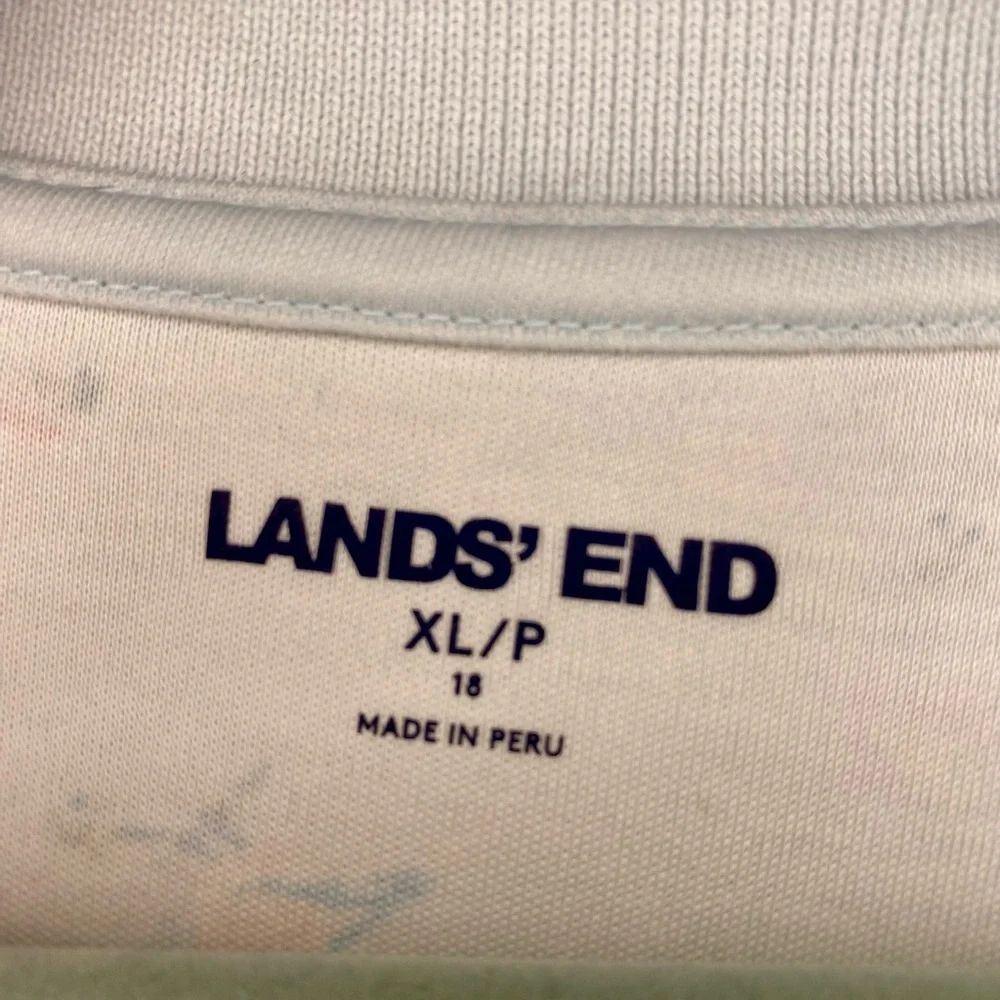 LANDS' END
XL/P
18
MADE IN PERU